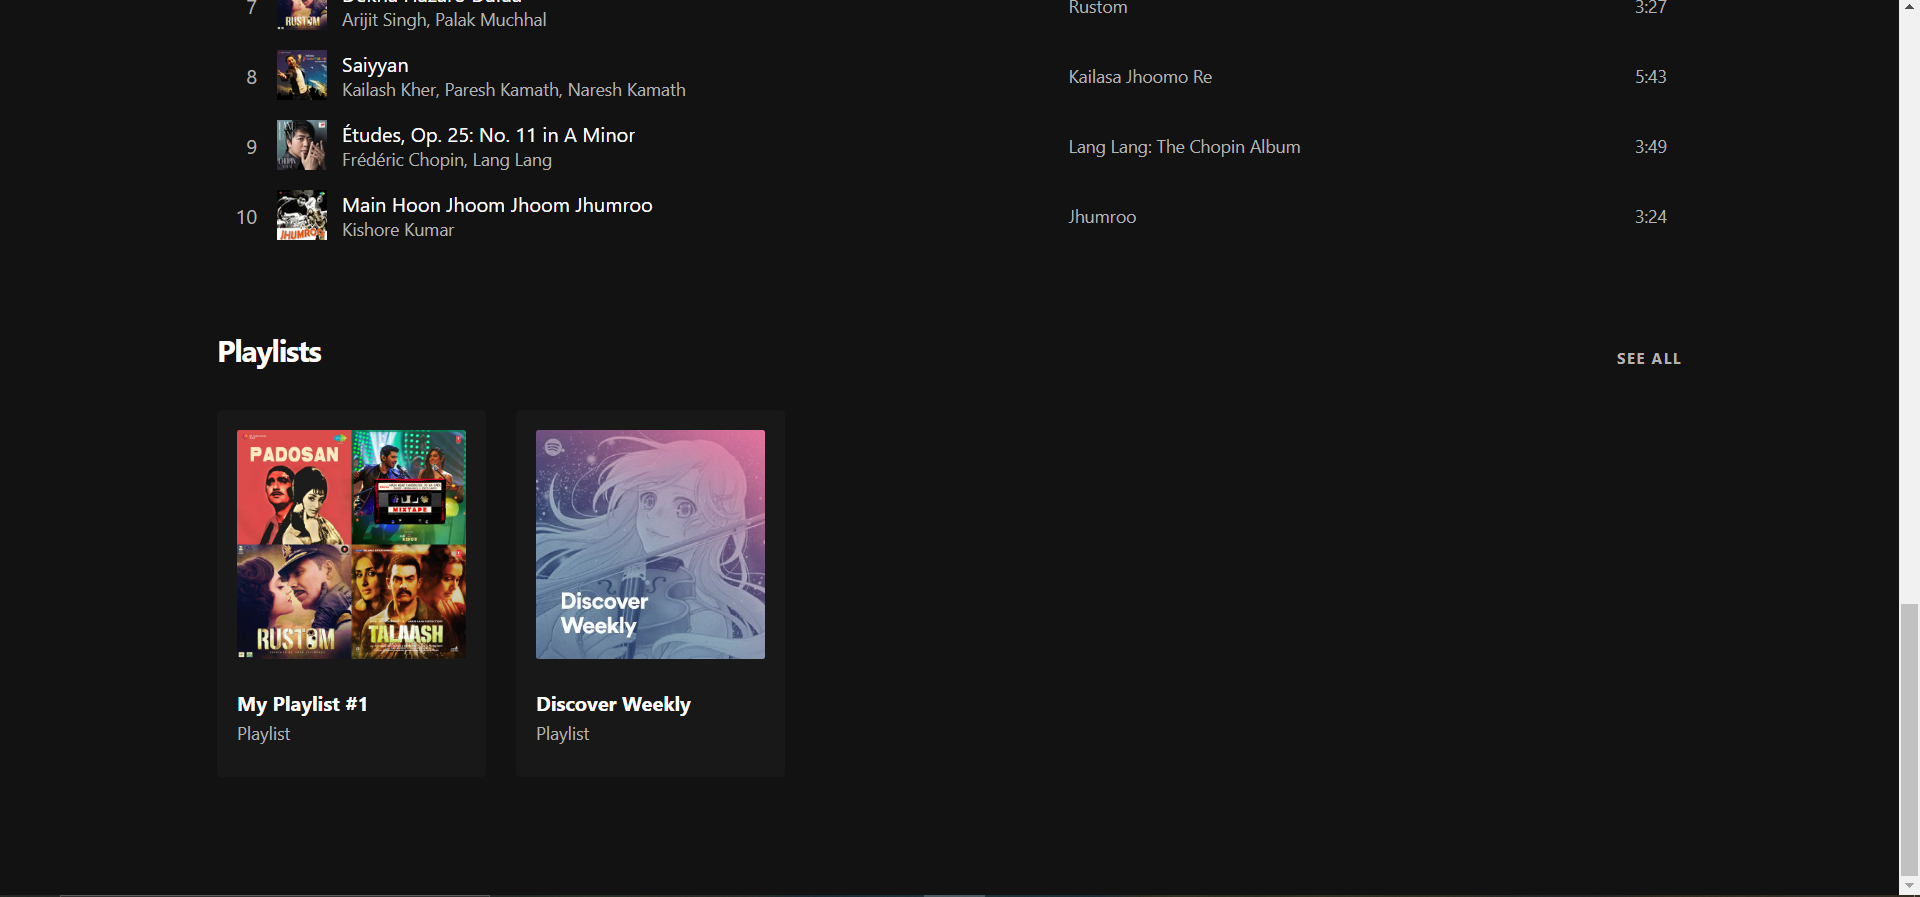 7
Arijit Singh, Palak Muchhal
Rustom
3:27
8
Saiyyan
Kailash Kher, Paresh Kamath, Naresh Kamath
Kailasa Jhoomo Re
5:43
9
Études, Op. 25: No. 11 in A Minor
Frédéric Chopin, Lang Lang
Lang Lang: The Chopin Album
3:49
10
Main Hoon Jhoom Jhoom Jhumroo
Kishore Kumar
Jhumroo
3:24
Playlists
SEE ALL
PADOSAN
MIXTAPE
RUSTOM
TALAASH
Discover
Weekly
My Playlist #1
Playlist
Discover Weekly
Playlist